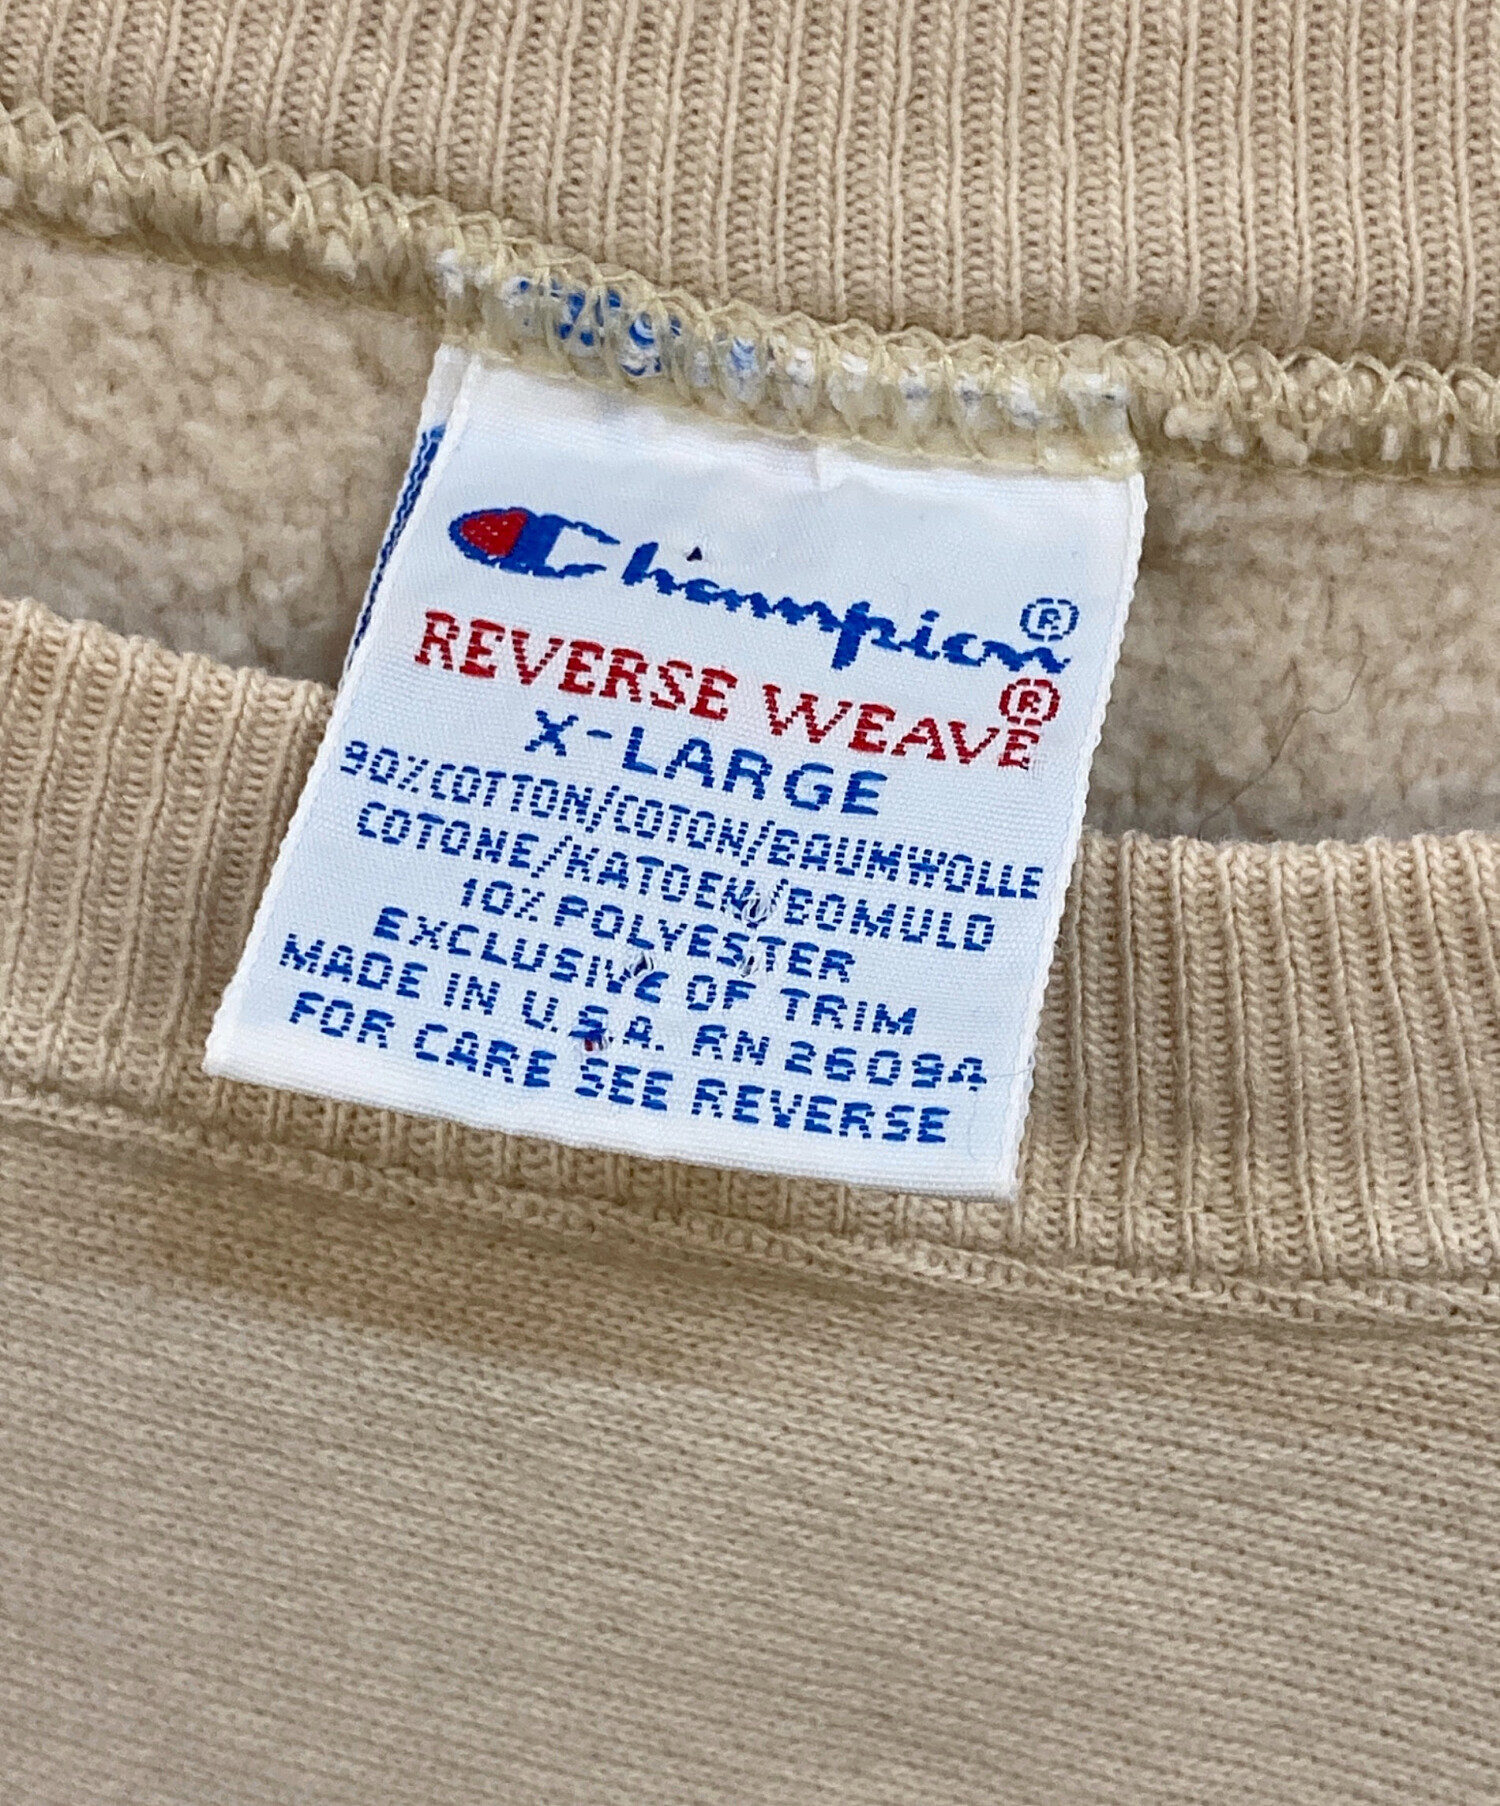 Champion®
REVERSE WEAVE®
X-LARGE
90% COTTON/COTON/BAUMWOLLE
COTONE/KATOEN/BOMULD
10% POLYESTER
EXCLUSIVE OF TRIM
MADE IN U.S.A. RN 26094
FOR CARE SEE REVERSE